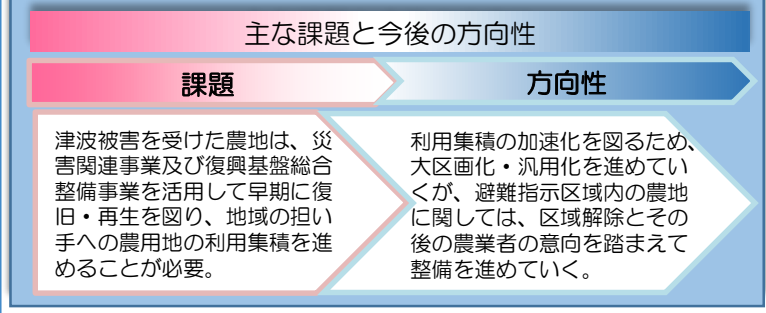 主な課題と今後の方向性
課題
方向性
津波被害を受けた農地は、災
害関連事業及び復興基盤総合
整備事業を活用して早期に復
旧・再生を図り、地域の担い
手への農用地の利用集積を進
めることが必要。
利用集積の加速化を図るため、
大区画化・汎用化を進めてい
くが、避難指示区域内の農地
に関しては、区域解除とその
後の農業者の意向を踏まえて
整備を進めていく。